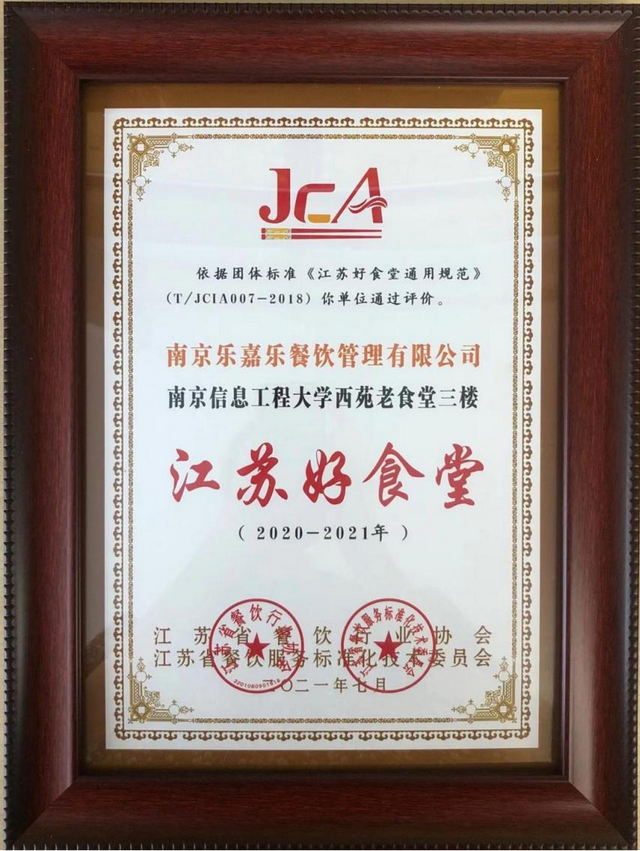 JCA
依据团体标准《江苏好食堂通用规范》
(T/JCIA007-2018)你单位通过评价。
南京乐嘉乐餐饮管理有限公司
南京信息工程大学西苑老食堂三楼
江苏好食堂
(2020-2021年)
江苏省餐饮行业协会
江苏省餐饮服务标准化技术委员会
二〇二一年七月